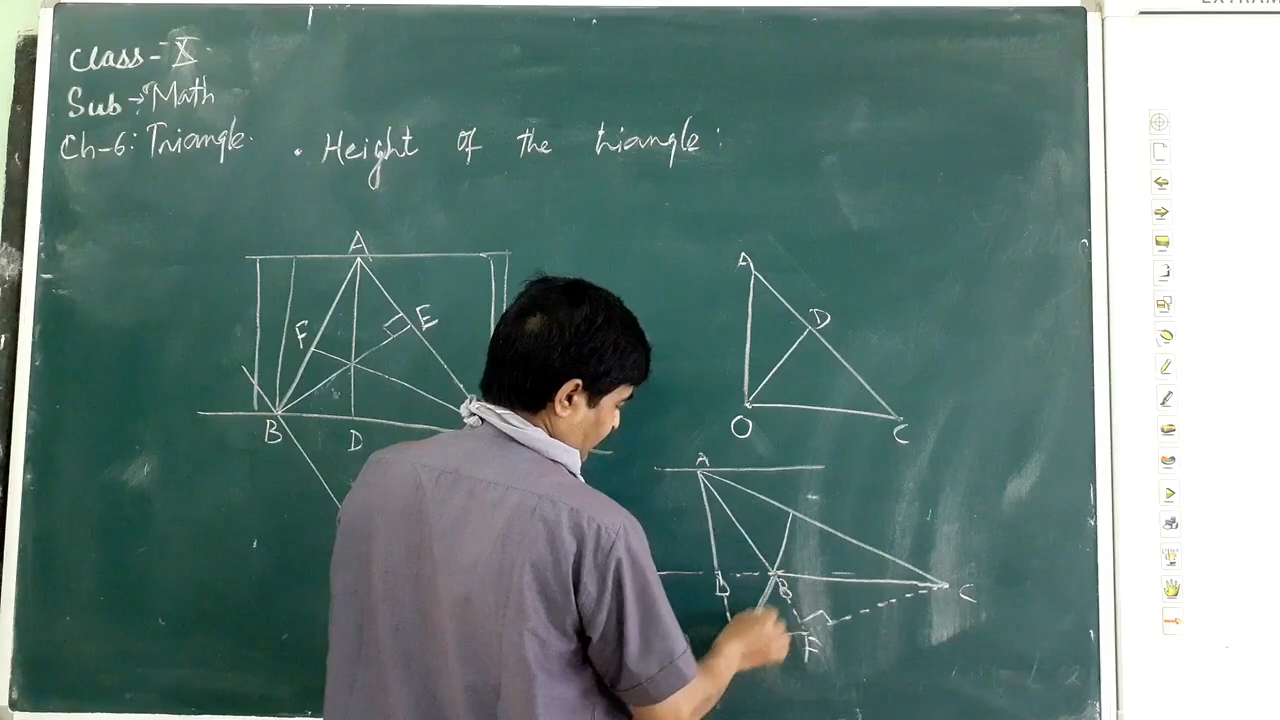 Class - X
Sub → Math
Ch-6: Triangle.
. Height of the triangle:
A
F
E
B
D
A
D
O
C
A
D
B
C
F